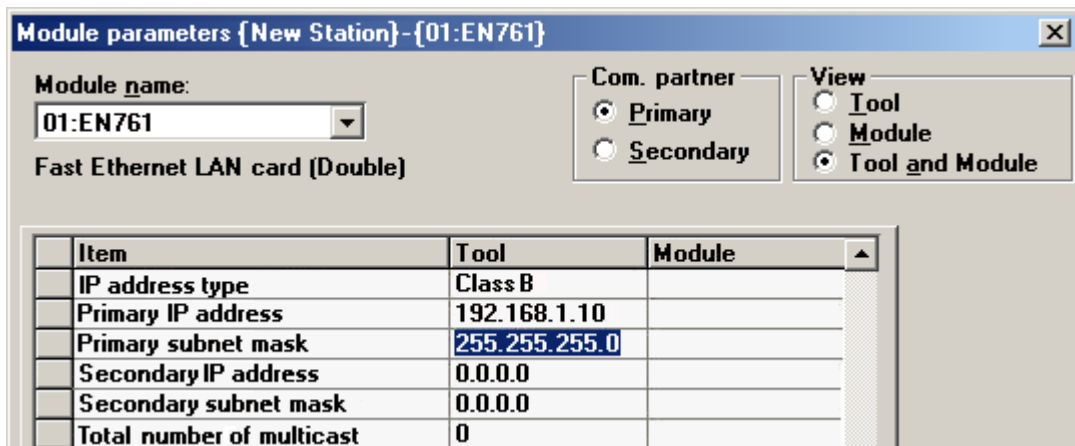 Module parameters {New Station}-{01:EN761}
Module name:
01:EN761
Fast Ethernet LAN card (Double)
Com. partner
Primary
Secondary
View
Tool
Module
Tool and Module
Item Tool Module
IP address type Class B
Primary IP address 192.168.1.10
Primary subnet mask 255.255.255.0
Secondary IP address 0.0.0.0
Secondary subnet mask 0.0.0.0
Total number of multicast 0